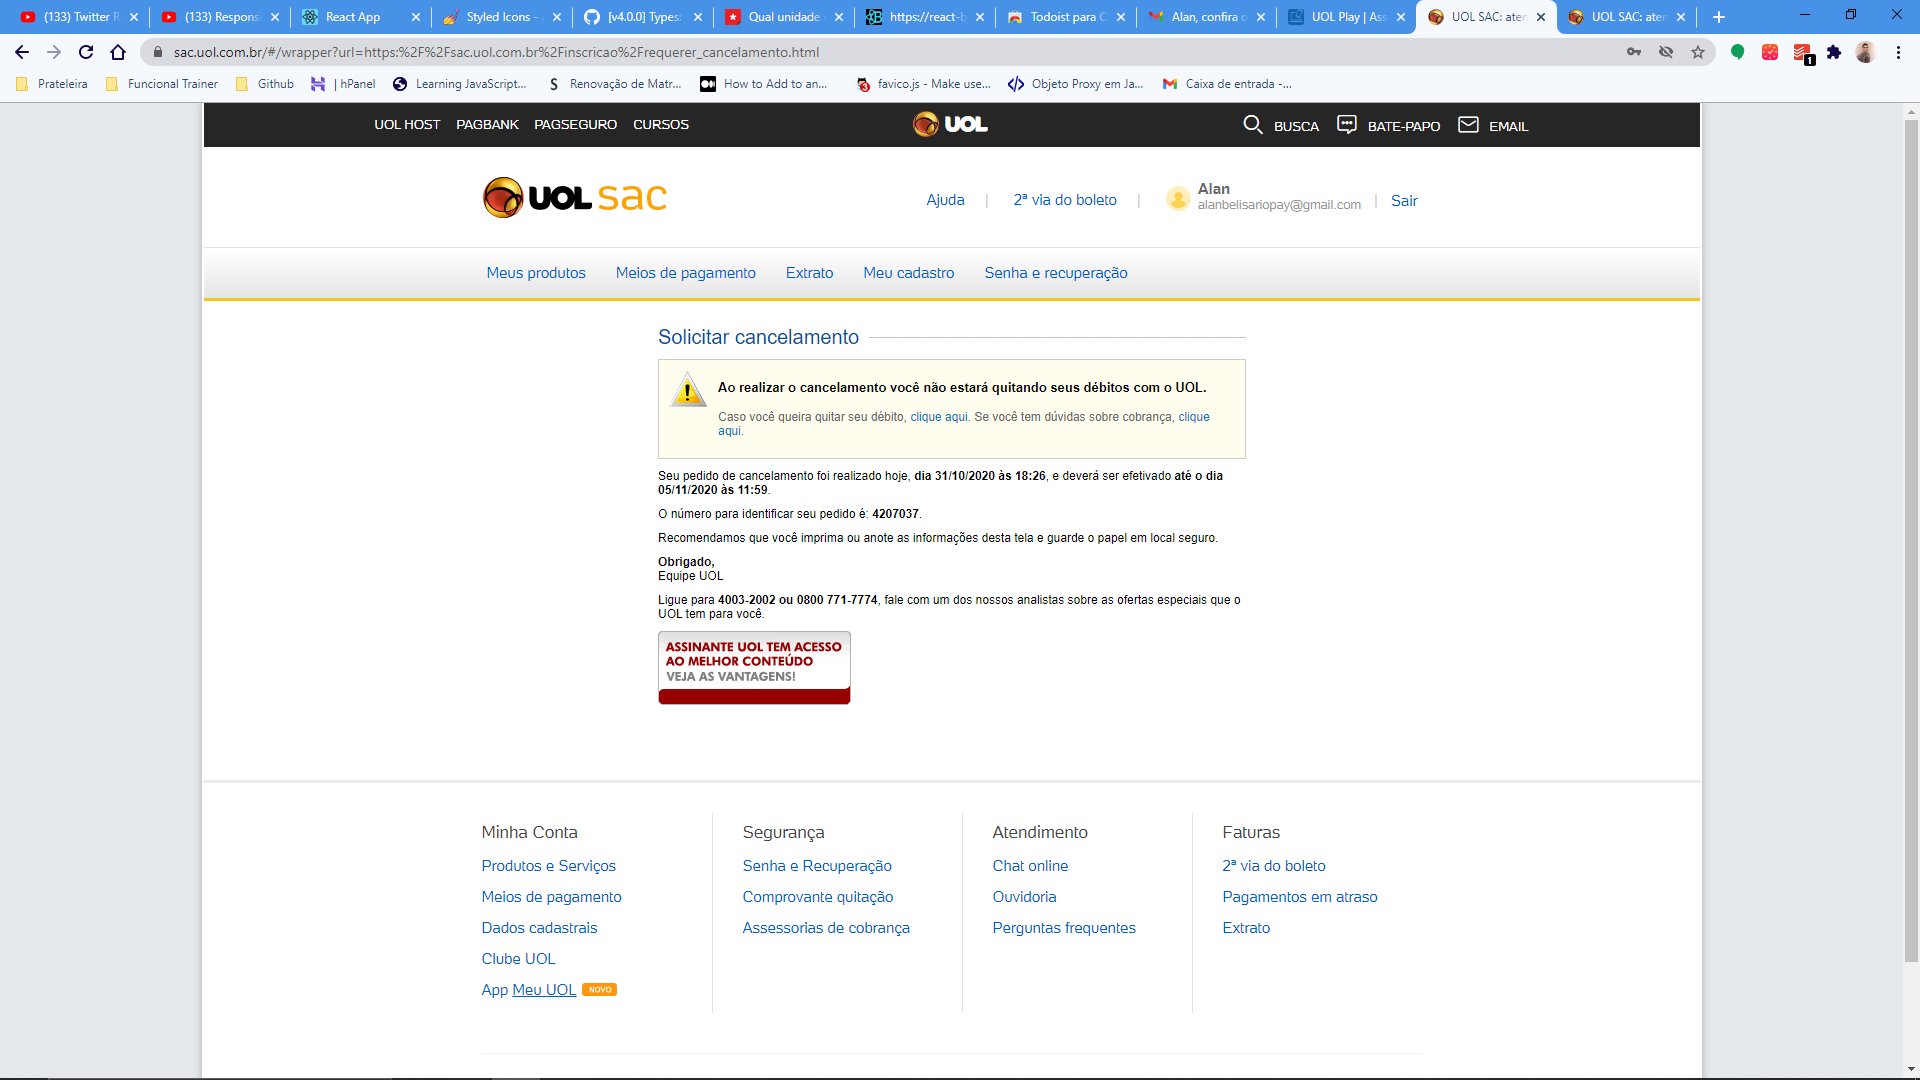 (133) Twitter R
(133) Respons
React App
Styled Icons -
[v4.0.0] Types:
Qual unidade
https://react-b
Todoist para C
Alan, confira o
UOL Play | Ass
UOL SAC: aten
UOL SAC: aten
sac.uol.com.br/#/wrapper?url=https:%2F%2Fsac.uol.com.br%2Finscricao%2Frequerer_cancelamento.html
1
Prateleira
Funcional Trainer
Github
| hPanel
Learning JavaScript...
Renovação de Matr...
How to Add to an...
favico.js - Make use...
Objeto Proxy em Ja...
Caixa de entrada -...
UOL HOST
PAGBANK
PAGSEGURO
CURSOS
UOL
BUSCA
BATE-PAPO
EMAIL
UOL sac
Ajuda
2ª via do boleto
Alan
alanbelisariopay@gmail.com
Sair
Meus produtos
Meios de pagamento
Extrato
Meu cadastro
Senha e recuperação
Solicitar cancelamento
Ao realizar o cancelamento você não estará quitando seus débitos com o UOL.
Caso você queira quitar seu débito, clique aqui. Se você tem dúvidas sobre cobrança, clique
aqui.
Seu pedido de cancelamento foi realizado hoje, dia 31/10/2020 às 18:26, e deverá ser efetivado até o dia
05/11/2020 às 11:59.
O número para identificar seu pedido é: 4207037.
Recomendamos que você imprima ou anote as informações desta tela e guarde o papel em local seguro.
Obrigado,
Equipe UOL
Ligue para 4003-2002 ou 0800 771-7774, fale com um dos nossos analistas sobre as ofertas especiais que o
UOL tem para você.
ASSINANTE UOL TEM ACESSO
AO MELHOR CONTEÚDO
VEJA AS VANTAGENS!
Minha Conta
Produtos e Serviços
Meios de pagamento
Dados cadastrais
Clube UOL
App Meu UOL NOVO
Segurança
Senha e Recuperação
Comprovante quitação
Assessorias de cobrança
Atendimento
Chat online
Ouvidoria
Perguntas frequentes
Faturas
2ª via do boleto
Pagamentos em atraso
Extrato